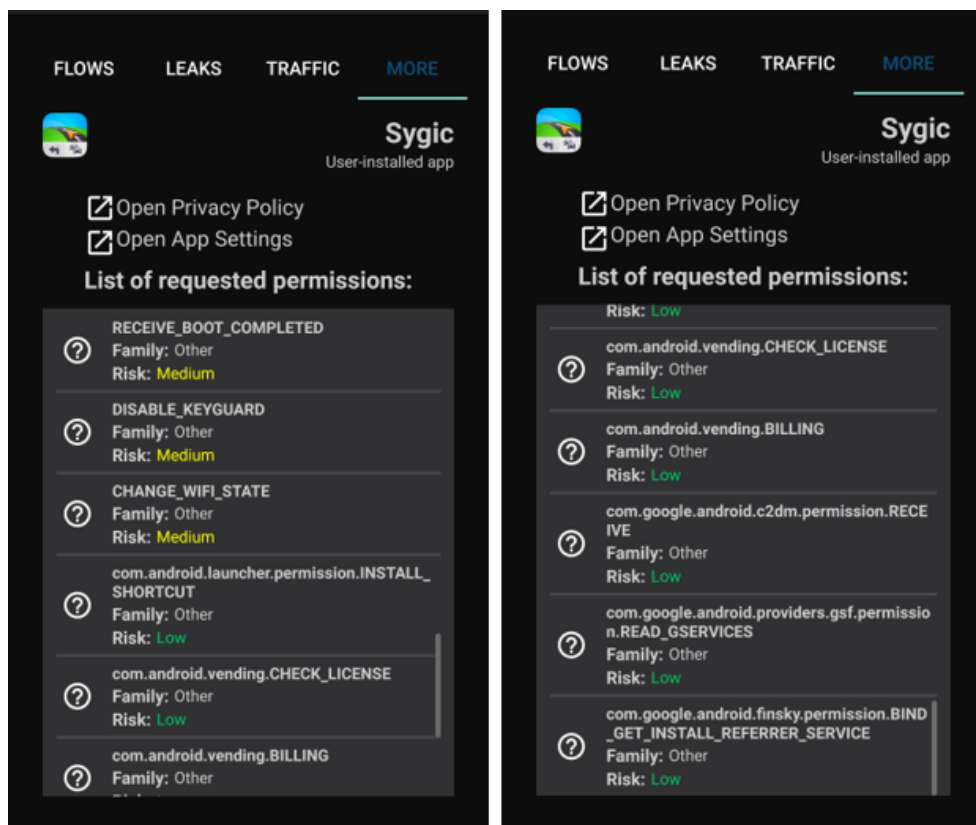 FLOWS LEAKS TRAFFIC MORE
Sygic
User-installed app
Open Privacy Policy
Open App Settings
List of requested permissions:
RECEIVE_BOOT_COMPLETED
Family: Other
Risk: Medium
DISABLE_KEYGUARD
Family: Other
Risk: Medium
CHANGE_WIFI_STATE
Family: Other
Risk: Medium
com.android.launcher.permission.INSTALL_
SHORTCUT
Family: Other
Risk: Low
com.android.vending.CHECK_LICENSE
Family: Other
Risk: Low
com.android.vending.BILLING
Family: Other
FLOWS LEAKS TRAFFIC MORE
Sygic
User-installed app
Open Privacy Policy
Open App Settings
List of requested permissions:
Risk: Low
com.android.vending.CHECK_LICENSE
Family: Other
Risk: Low
com.android.vending.BILLING
Family: Other
Risk: Low
com.google.android.c2dm.permission.RECE
IVE
Family: Other
Risk: Low
com.google.android.providers.gsf.permissio
n.READ_GSERVICES
Family: Other
Risk: Low
com.google.android.finsky.permission.BIND
_GET_INSTALL_REFERRER_SERVICE
Family: Other
Risk: Low